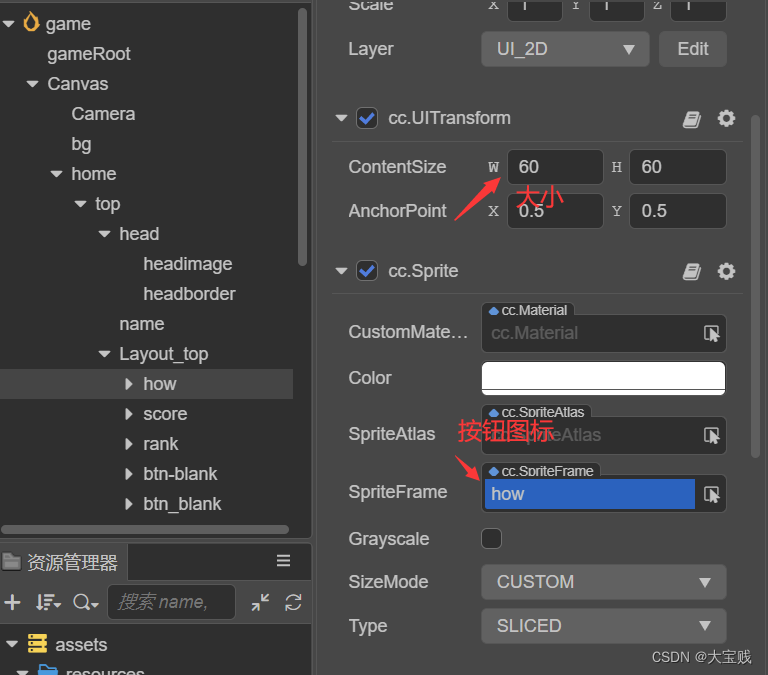 game
gameRoot
Canvas
Camera
bg
home
top
head
headimage
headborder
name
Layout_top
how
score
rank
btn-blank
btn_blank
资源管理器
搜索 name,
assets
resources
Scale X 1 Y 1 Z 1
Layer UI_2D Edit
cc.UITransform
ContentSize W 60 H 60
大小
AnchorPoint X 0.5 Y 0.5
cc.Sprite
cc.Material
CustomMate... cc.Material
Color
cc.SpriteAtlas
SpriteAtlas cc.SpriteAtlas
按钮图标
cc.SpriteFrame
SpriteFrame how
Grayscale
SizeMode CUSTOM
Type SLICED
CSDN @大宝贱